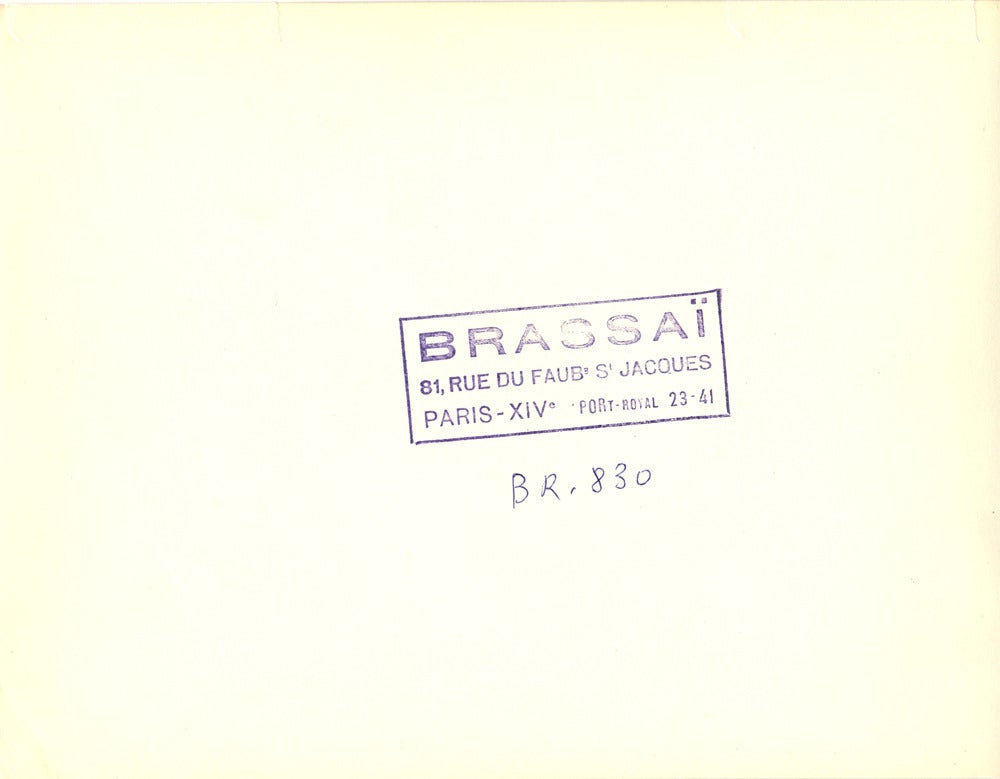 BRASSAÏ
81, RUE DU FAUBG ST JACQUES
PARIS-XIVe PORT-ROYAL 23-41
BR. 830